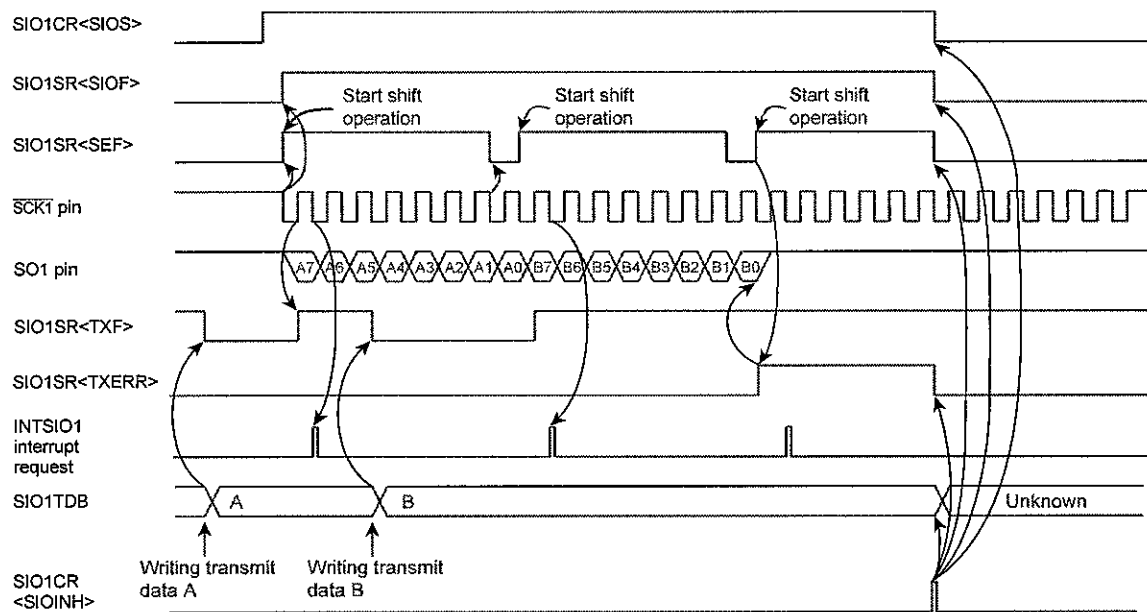 SIO1CR<SIOS>
SIO1SR<SIOF>
Start shift
operation
Start shift
operation
Start shift
operation
SIO1SR<SEF>
SCK1 pin
SO1 pin
A7 A6 A5 A4 A3 A2 A1 A0 B7 B6 B5 B4 B3 B2 B1 B0
SIO1SR<TXF>
SIO1SR<TXERR>
INTSIO1
interrupt
request
SIO1TDB
A
B
Unknown
Writing transmit
data A
Writing transmit
data B
SIO1CR
<SIOINH>